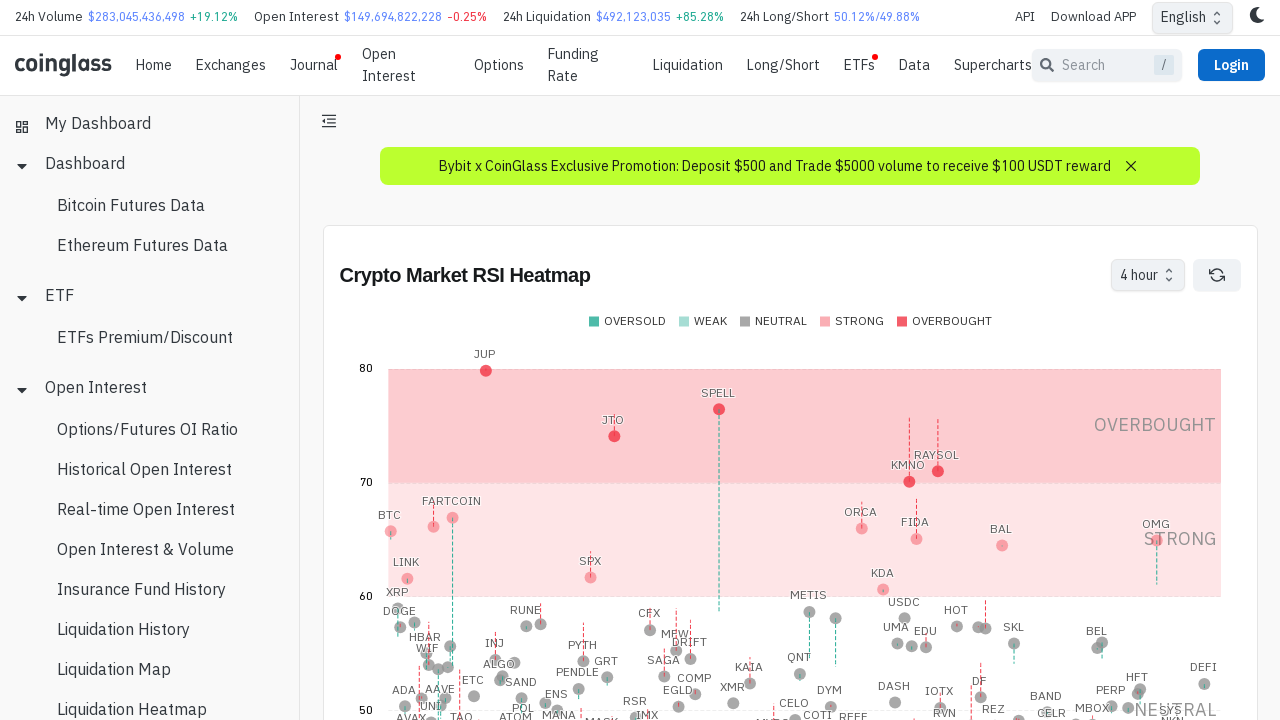 24h Volume $283,045,436,498 +19.12% Open Interest $149,694,822,228 -0.25% 24h Liquidation $492,123,035 +85.28% 24h Long/Short 50.12%/49.88% API Download APP English
coinglass Home Exchanges Journal Open Interest Options Funding Rate Liquidation Long/Short ETFs Data Supercharts Search / Login
My Dashboard
Dashboard
Bitcoin Futures Data
Ethereum Futures Data
ETF
ETFs Premium/Discount
Open Interest
Options/Futures OI Ratio
Historical Open Interest
Real-time Open Interest
Open Interest & Volume
Insurance Fund History
Liquidation History
Liquidation Map
Liquidation Heatmap
Bybit x CoinGlass Exclusive Promotion: Deposit $500 and Trade $5000 volume to receive $100 USDT reward
Crypto Market RSI Heatmap 4 hour
OVERSOLD WEAK NEUTRAL STRONG OVERBOUGHT
JUP
80
SPELL
JTO OVERBOUGHT
RAYSOL
KMNO
70
FARTCOIN
BTC ORCA FIDA BAL OMG
STRONG
LINK SPX KDA
XRP 60 METIS USDC
DOGE RUNE CFX HOT
HBAR INJ MEW UMA EDU SKL BEL
WIF PYTH DRIFT
ALGO GRT SAGA KAIA QNT DEFI
ETC SAND PENDLE COMP DF HFT
ADA AAVE ENS EGLD XMR DYM DASH IOTX PERP
UNI POL RSR CELO BAND
50 MBOX NEUTRAL
AVAX TAO ATOM MANA IMX COTI RVN REZ CELR SYS